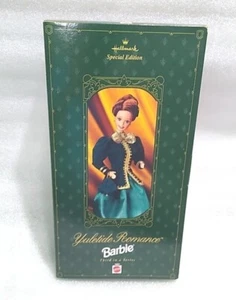 Hallmark
Special Edition
Yuletide Romance
Barbie
Third in a Series